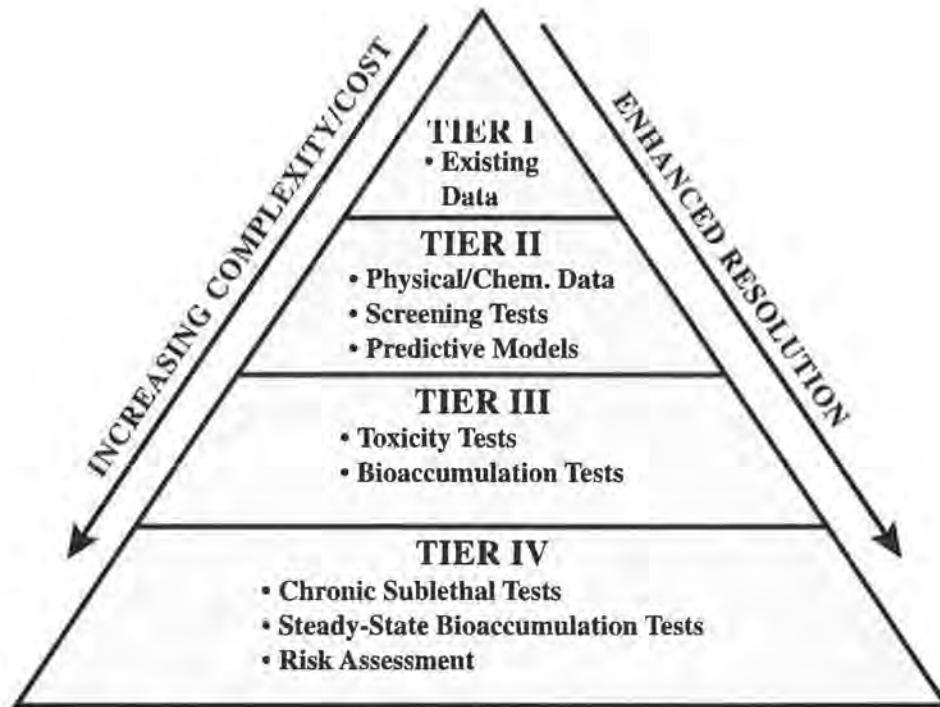 INCREASING COMPLEXITY/COST
ENHANCED RESOLUTION
TIER I
• Existing
Data
TIER II
• Physical/Chem. Data
• Screening Tests
• Predictive Models
TIER III
• Toxicity Tests
• Bioaccumulation Tests
TIER IV
• Chronic Sublethal Tests
• Steady-State Bioaccumulation Tests
• Risk Assessment